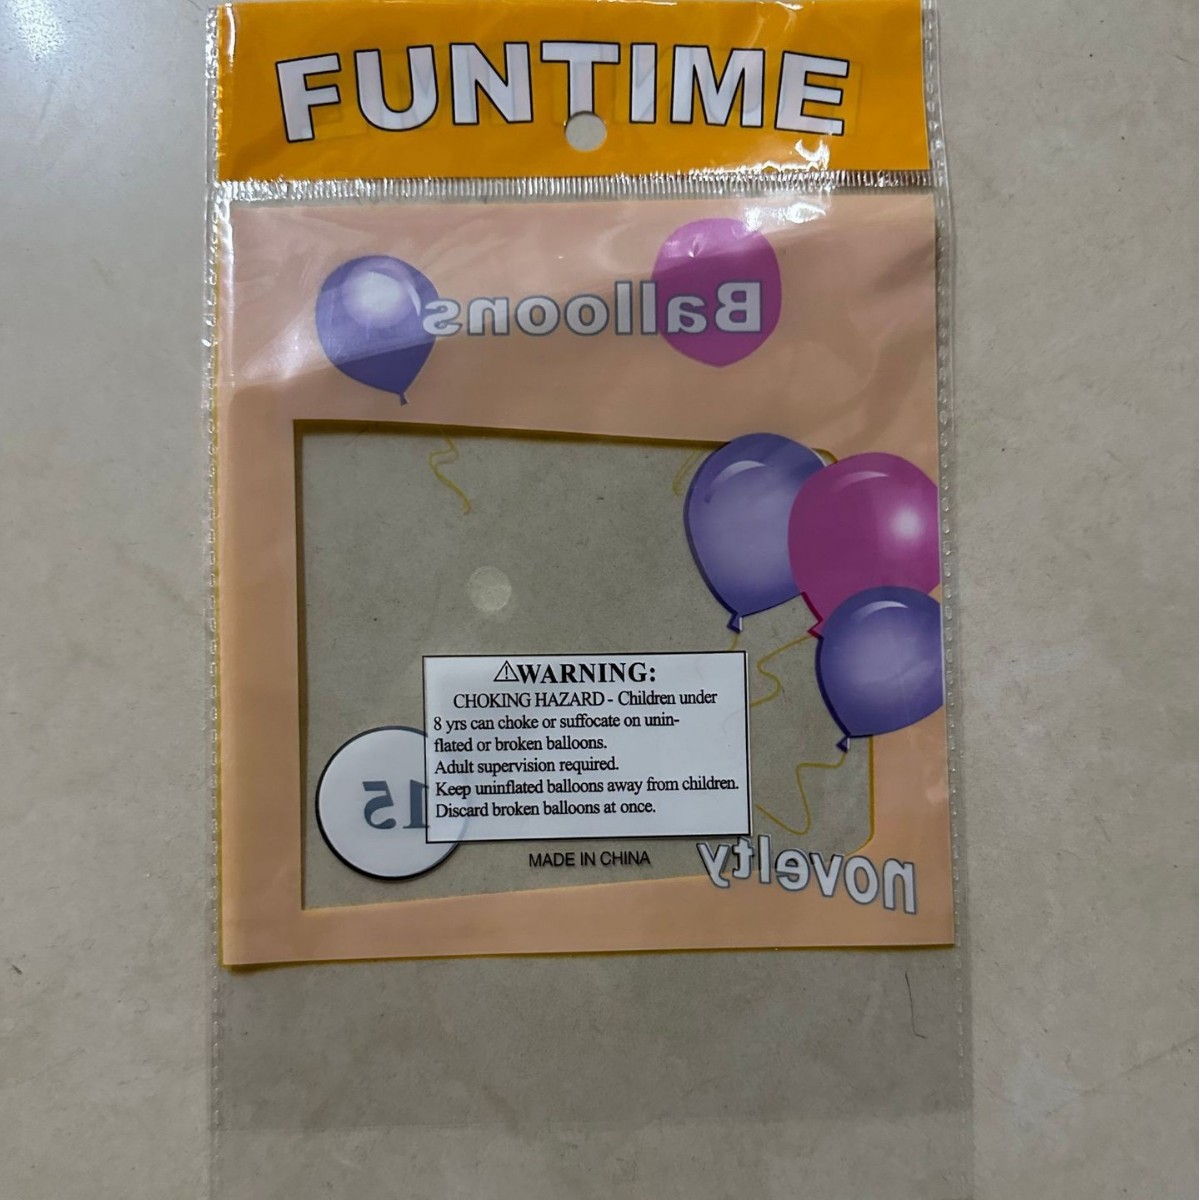 FUNTIME
Balloons
⚠WARNING:
CHOKING HAZARD - Children under
8 yrs can choke or suffocate on unin-
flated or broken balloons.
Adult supervision required.
Keep uninflated balloons away from children.
Discard broken balloons at once.
15
MADE IN CHINA
novelty